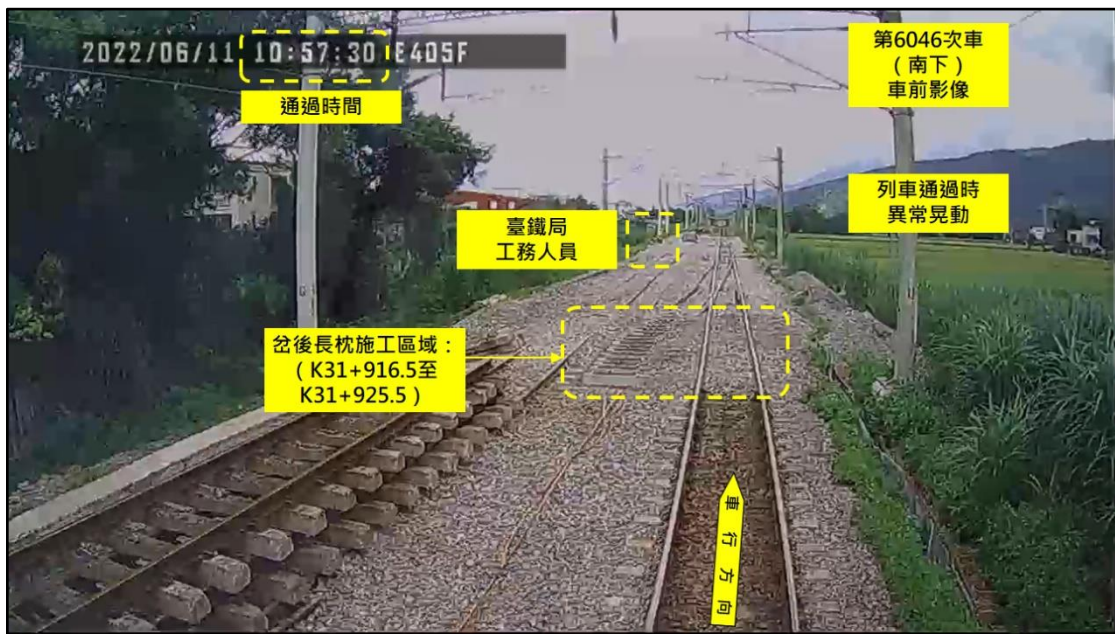 2022/06/11 10:57:30 E405F
通過時間
第6046次車
（南下）
車前影像
列車通過時
異常晃動
臺鐵局
工務人員
岔後長枕施工區域：
（K31+916.5至
K31+925.5）
車行方向